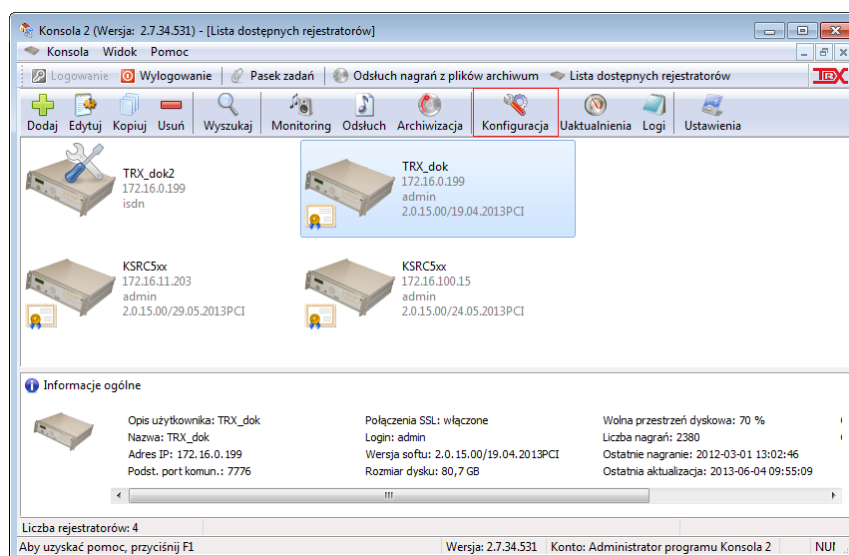 Konsola 2 (Wersja: 2.7.34.531) - [Lista dostępnych rejestratorów]
Konsola Widok Pomoc
Logowanie Wylogowanie Pasek zadań Odsłuch nagrań z plików archiwum Lista dostępnych rejestratorów TRX
Dodaj Edytuj Kopiuj Usuń Wyszukaj Monitoring Odsłuch Archiwizacja Konfiguracja Uaktualnienia Logi Ustawienia
TRX_dok2
172.16.0.199
isdn
TRX_dok
172.16.0.199
admin
2.0.15.00/19.04.2013PCI
KSRC5xx
172.16.11.203
admin
2.0.15.00/29.05.2013PCI
KSRC5xx
172.16.100.15
admin
2.0.15.00/24.05.2013PCI
Informacje ogólne
Opis użytkownika: TRX_dok
Nazwa: TRX_dok
Adres IP: 172.16.0.199
Podst. port komun.: 7776
Połączenia SSL: włączone
Login: admin
Wersja softu: 2.0.15.00/19.04.2013PCI
Rozmiar dysku: 80,7 GB
Wolna przestrzeń dyskowa: 70 %
Liczba nagrań: 2380
Ostatnie nagranie: 2012-03-01 13:02:46
Ostatnia aktualizacja: 2013-06-04 09:55:09
Liczba rejestratorów: 4
Aby uzyskać pomoc, przyciśnij F1 Wersja: 2.7.34.531 Konto: Administrator programu Konsola 2